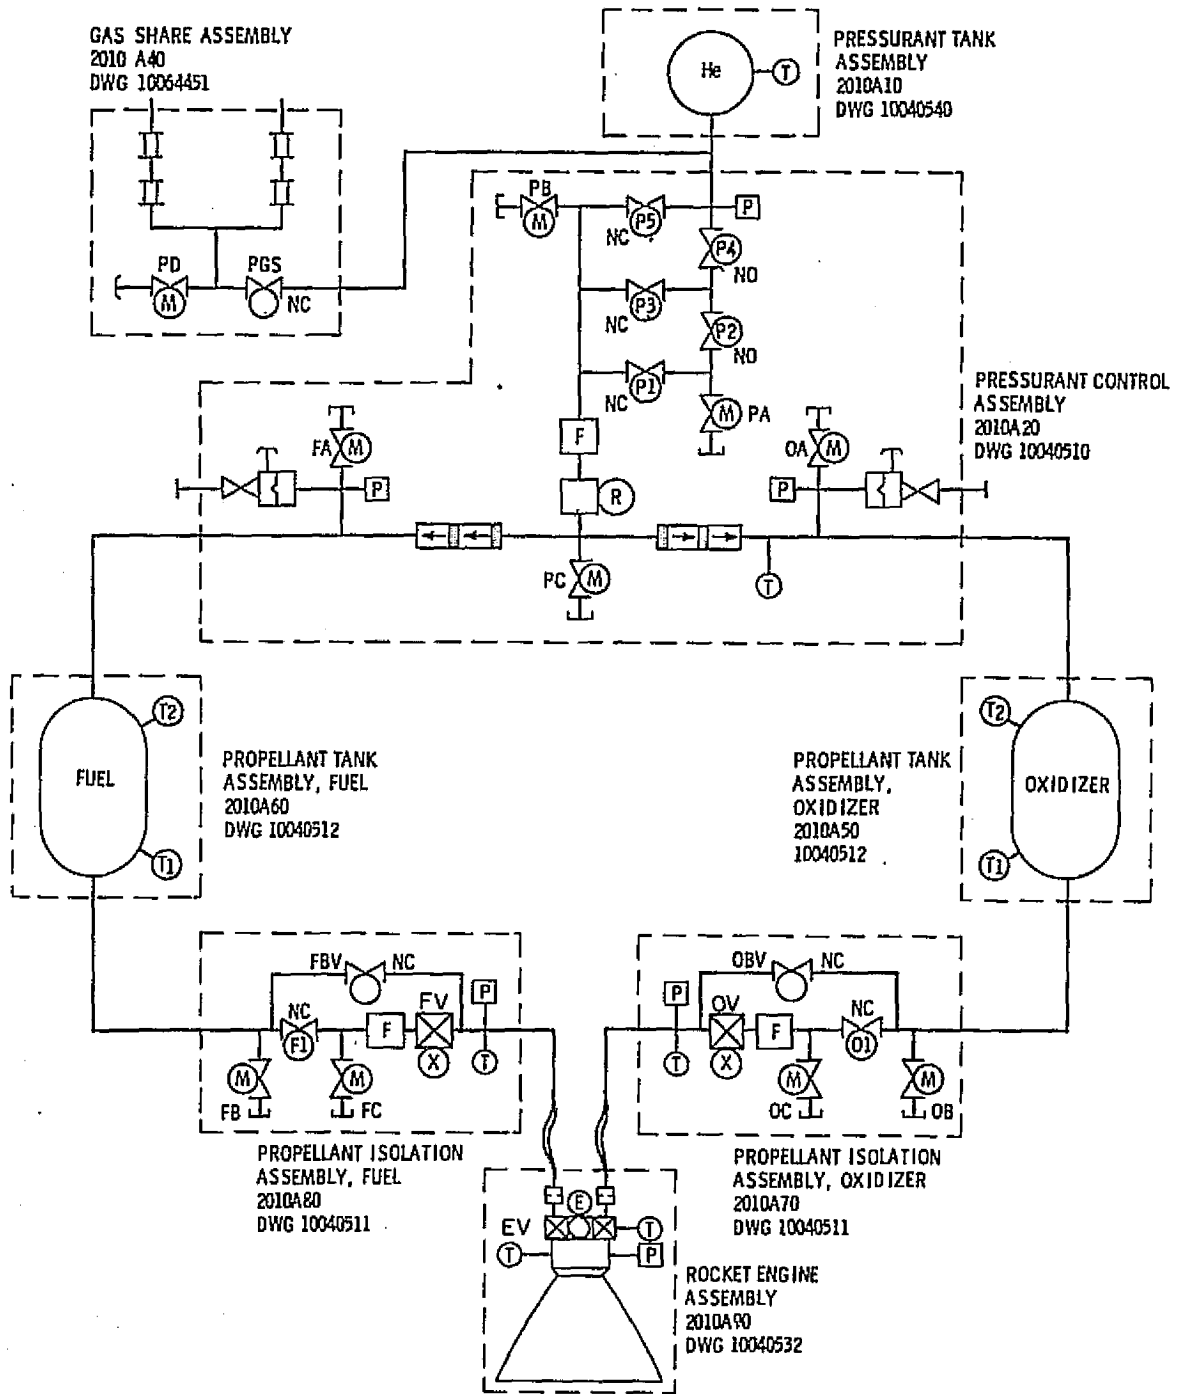 GAS SHARE ASSEMBLY
2010 A40
DWG 10064451
PD
M
PGS
NC
He
T
PRESSURANT TANK
ASSEMBLY
2010A10
DWG 10040540
PB
M
P5
NC
P
P4
NO
P3
NC
P2
NO
P1
NC
M
PA
F
R
PC
M
FA
M
P
OA
M
P
T
PRESSURANT CONTROL
ASSEMBLY
2010A20
DWG 10040510
FUEL
T2
T1
PROPELLANT TANK
ASSEMBLY, FUEL
2010A60
DWG 10040512
PROPELLANT TANK
ASSEMBLY,
OXIDIZER
2010A50
10040512
T2
OXIDIZER
T1
FBV
NC
NC
F1
F
FV
X
P
T
M
FB
M
FC
PROPELLANT ISOLATION
ASSEMBLY, FUEL
2010A80
DWG 10040511
OBV
NC
P
T
OV
X
F
NC
O1
M
OC
M
OB
PROPELLANT ISOLATION
ASSEMBLY, OXIDIZER
2010A70
DWG 10040511
E
EV
T
T
P
ROCKET ENGINE
ASSEMBLY
2010A90
DWG 10040532